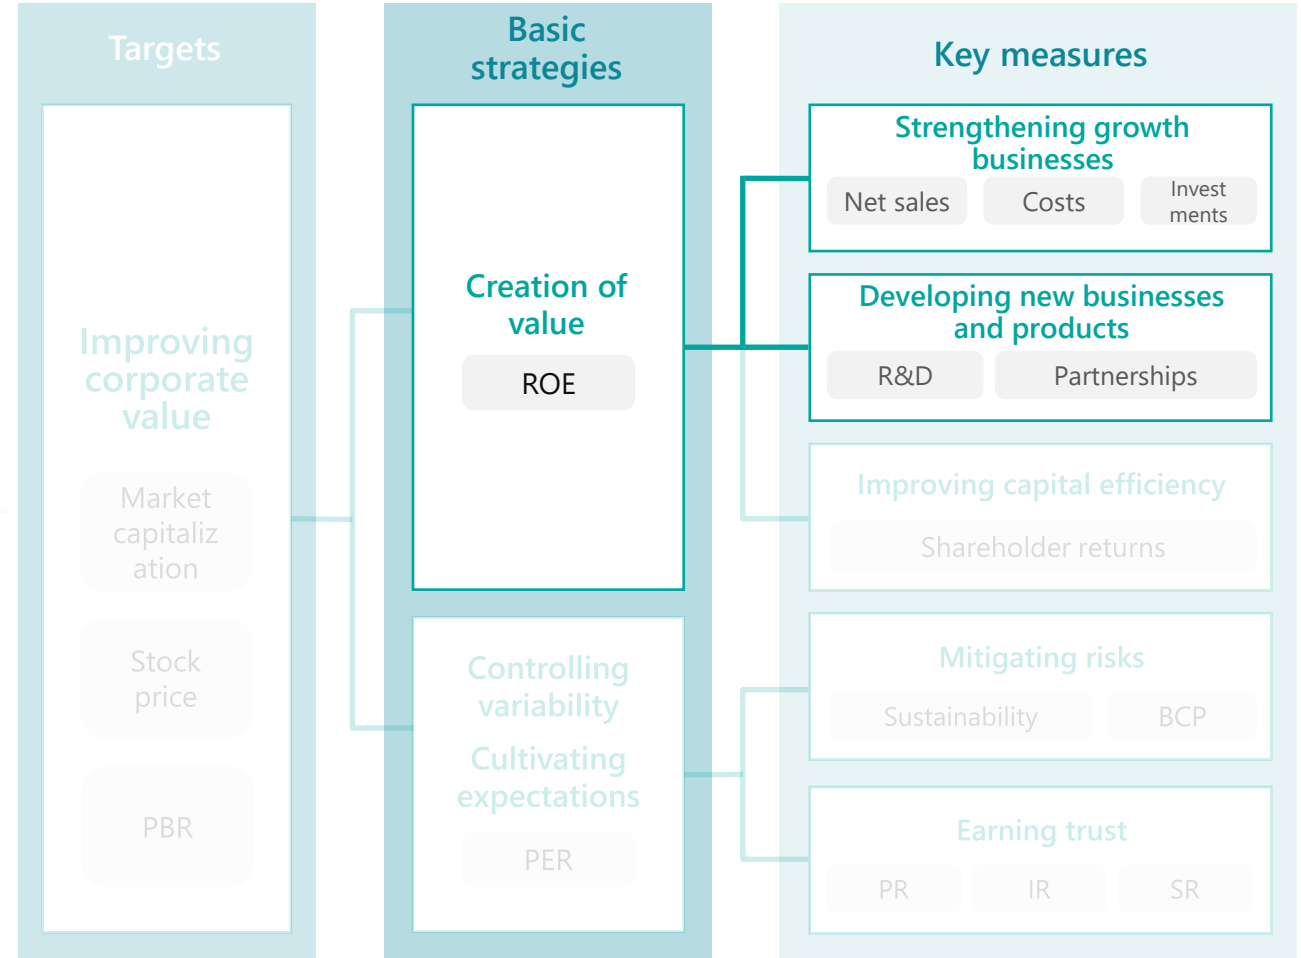 Targets
Improving
corporate
value
Market
capitaliz
ation
Stock
price
PBR
Basic
strategies
Creation of
value
ROE
Controlling
variability
Cultivating
expectations
PER
Key measures
Strengthening growth
businesses
Net sales
Costs
Invest
ments
Developing new businesses
and products
R&D
Partnerships
Improving capital efficiency
Shareholder returns
Mitigating risks
Sustainability
BCP
Earning trust
PR
IR
SR